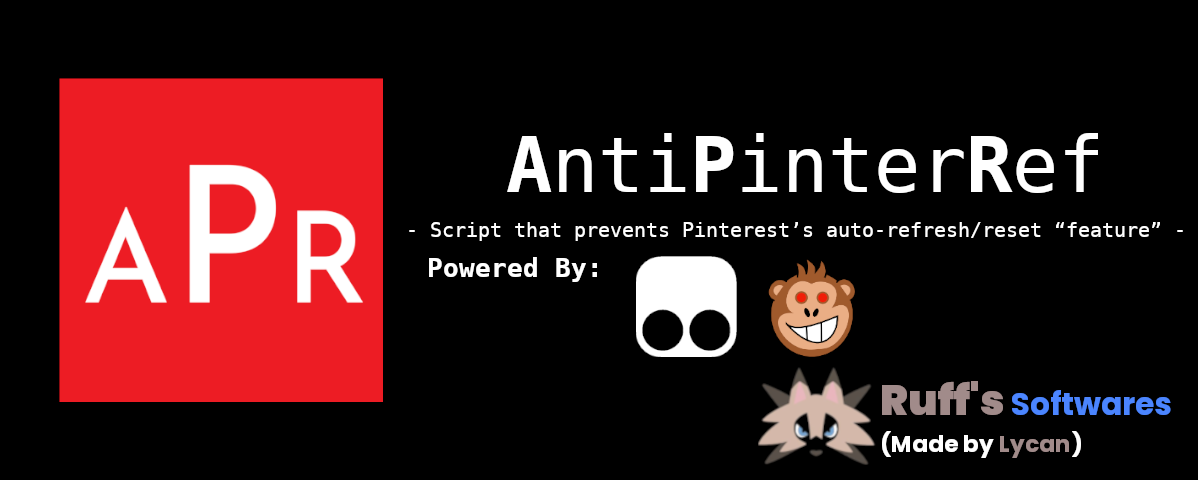 APR
AntiPinterRef
- Script that prevents Pinterest’s auto-refresh/reset “feature” -
Powered By:
Ruff's Softwares
(Made by Lycan)